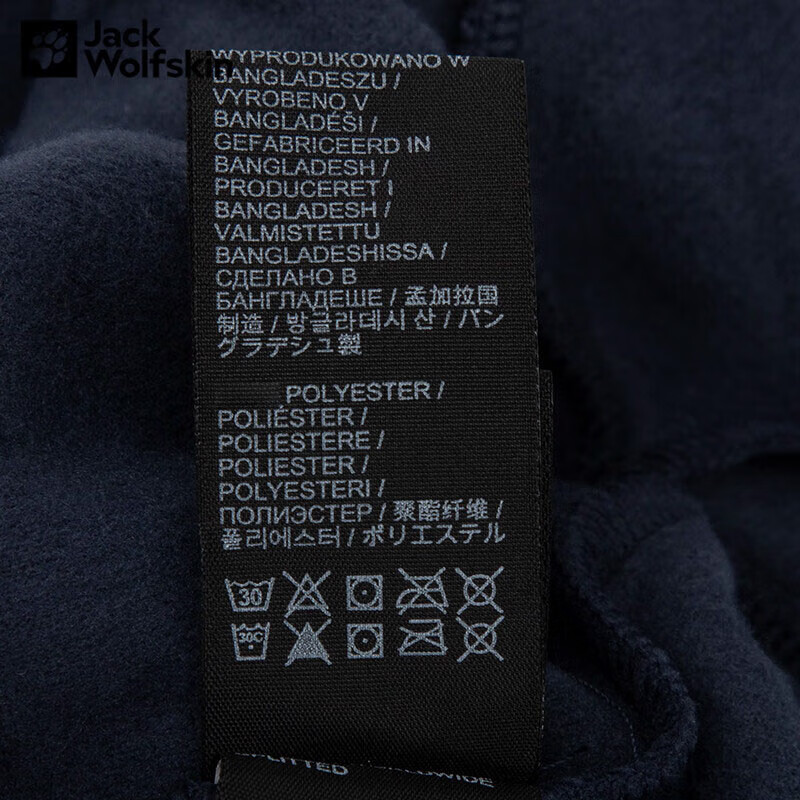 Jack
Wolfskin
WYPRODUKOWANO W
BANGLADESZU /
VYROBENO V
BANGLADÉŠI /
GEFABRICEERD IN
BANGLADESH /
PRODUCERET I
BANGLADESH /
VALMISTETTU
BANGLADESHISSA /
СДЕЛАНО В
БАНГЛАДЕШЕ / 孟加拉国
制造 / 방글라데시 산 / バン
グラデシュ製
POLYESTER /
POLIÉSTER /
POLIESTERE /
POLIESTER /
POLYESTERI /
ПОЛИЭСТЕР / 聚酯纤维 /
폴리에스터 / ポリエステル
30
30C